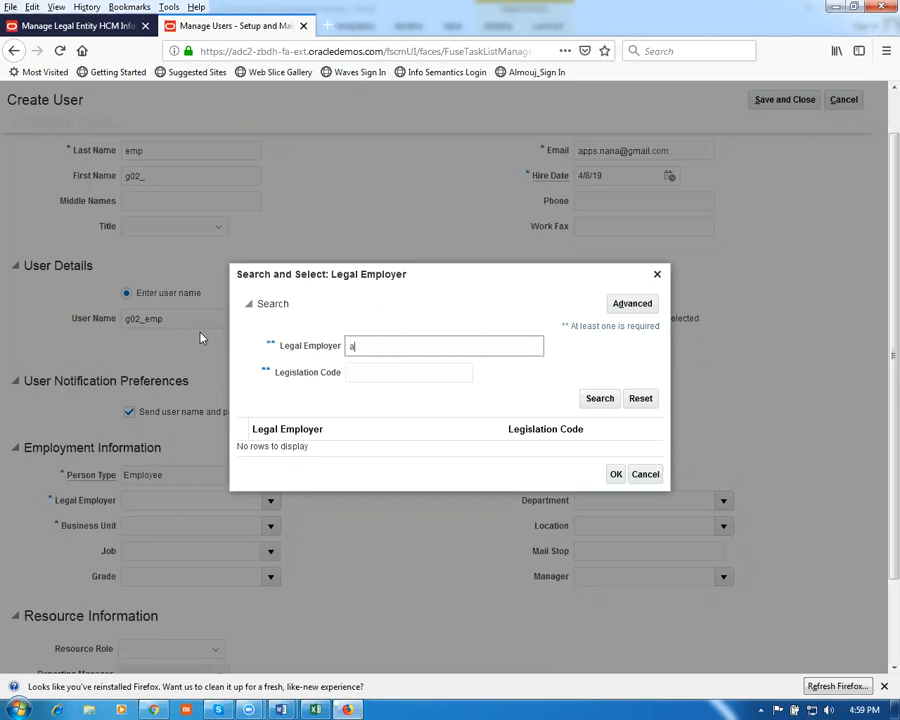 File Edit View History Bookmarks Tools Help
Manage Legal Entity HCM Info
Manage Users - Setup and Ma
https://adc2-zbdh-fa-ext.oracledemos.com/fscmUI/faces/FuseTaskListManag
Search
Most Visited Getting Started Suggested Sites Web Slice Gallery Waves Sign In Info Semantics Login Almouj_Sign In
Create User
Save and Close Cancel
* Last Name emp
* Email apps.nana@gmail.com
First Name g02_
* Hire Date 4/8/19
Middle Names
Phone
Title
Work Fax
Search and Select: Legal Employer
User Details
Search
Advanced
Enter user name
** At least one is required
User Name g02_emp
selected.
** Legal Employer a
** Legislation Code
User Notification Preferences
Search Reset
Send user name and pa
Legal Employer Legislation Code
No rows to display
Employment Information
* Person Type Employee
OK Cancel
* Legal Employer
Department
* Business Unit
Location
Job
Mail Stop
Grade
Manager
Resource Information
Resource Role
Looks like you've reinstalled Firefox. Want us to clean it up for a fresh, like-new experience?
Refresh Firefox...
4:59 PM